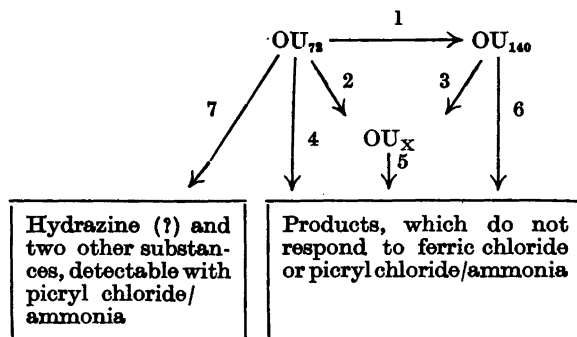 1
OU₇₂ OU₁₄₀
2 3
7
6
OUₓ
4 5
Hydrazine (?) and
two other substan-
ces, detectable with
picryl chloride/
ammonia
Products, which do not
respond to ferric chloride
or picryl chloride/ammonia